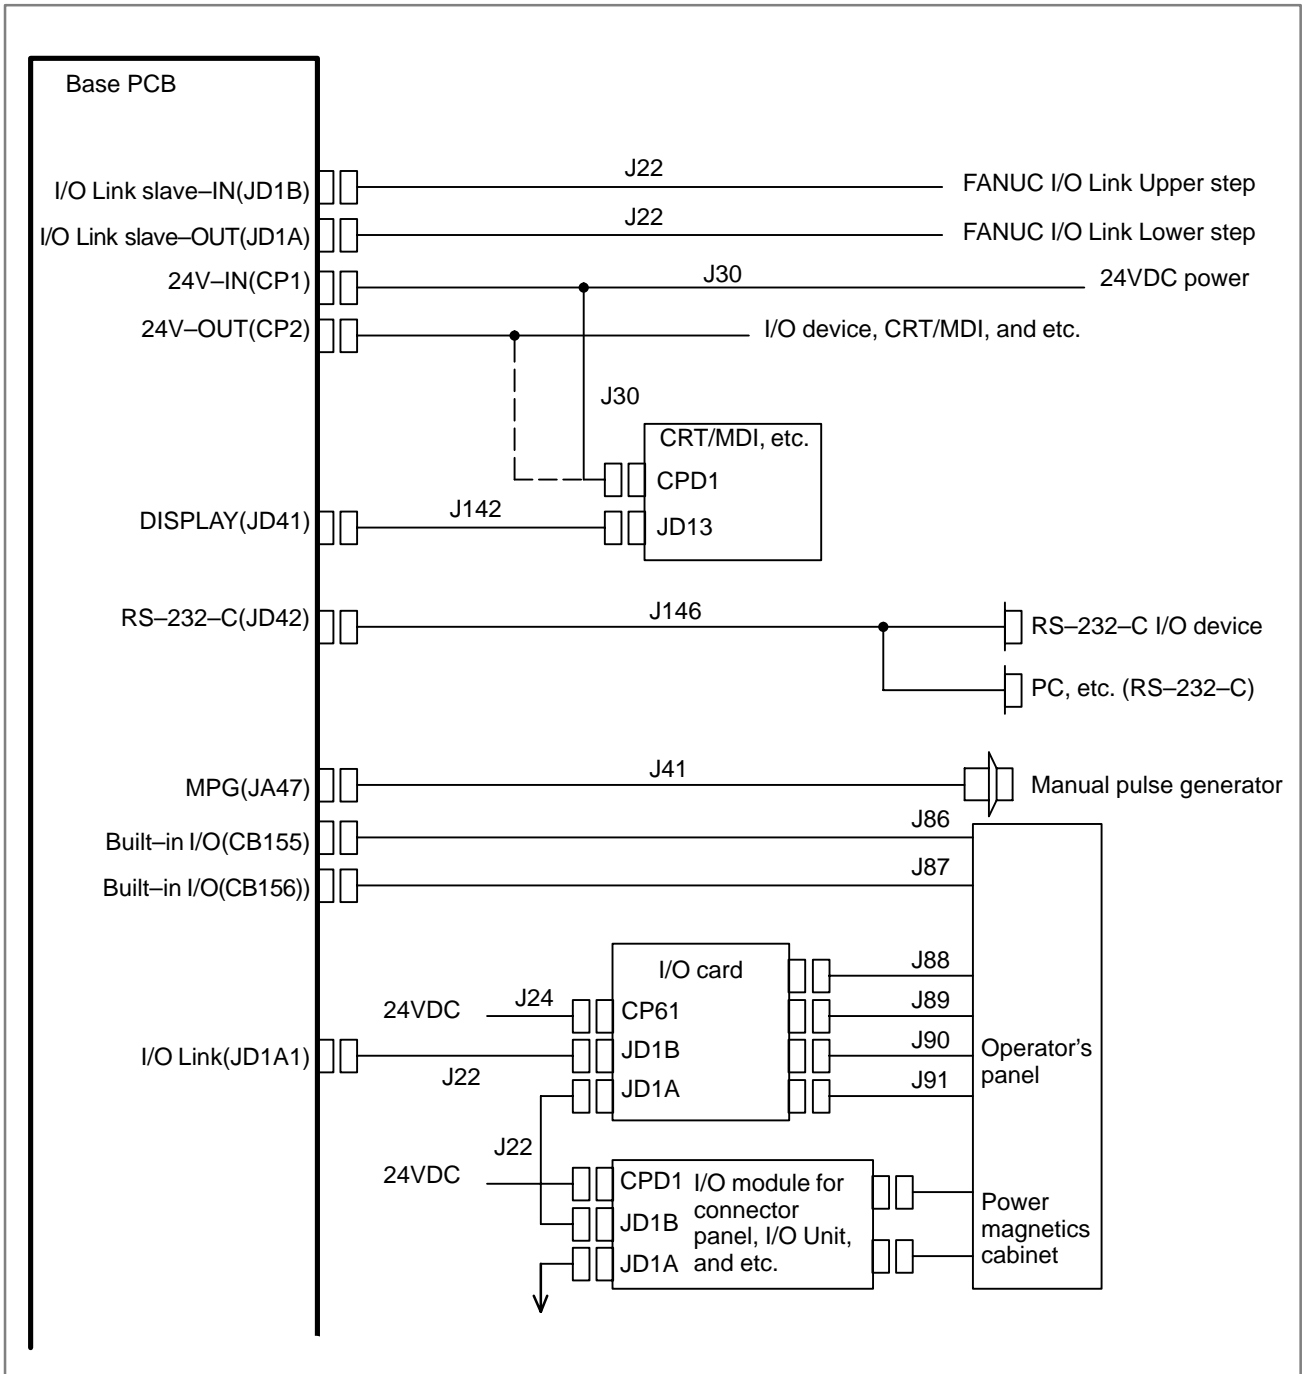 Base PCB
J22
I/O Link slave–IN(JD1B)
FANUC I/O Link Upper step
J22
I/O Link slave–OUT(JD1A)
FANUC I/O Link Lower step
24V–IN(CP1)
J30
24VDC power
24V–OUT(CP2)
I/O device, CRT/MDI, and etc.
J30
CRT/MDI, etc.
CPD1
DISPLAY(JD41)
J142
JD13
RS–232–C(JD42)
J146
RS–232–C I/O device
PC, etc. (RS–232–C)
MPG(JA47)
J41
Manual pulse generator
J86
Built–in I/O(CB155)
J87
Built–in I/O(CB156))
I/O card
J88
24VDC
J24
CP61
J89
I/O Link(JD1A1)
J22
JD1B
J90
JD1A
J91
Operator's
panel
J22
24VDC
CPD1
JD1B
JD1A
I/O module for
connector
panel, I/O Unit,
and etc.
Power
magnetics
cabinet